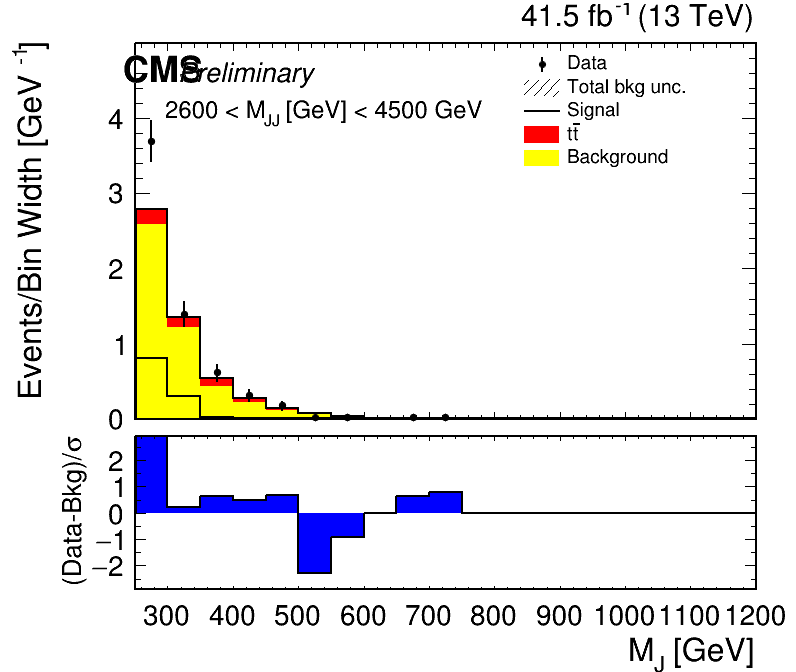 41.5 fb⁻¹ (13 TeV)
CMS Preliminary
2600 < M_JJ [GeV] < 4500 GeV
Data
Total bkg unc.
Signal
tt̄
Background
Events/Bin Width [GeV⁻¹]
4
3
2
1
0
(Data-Bkg)/σ
2
1
0
−1
−2
300 400 500 600 700 800 900 1000 1100 1200
M_J [GeV]